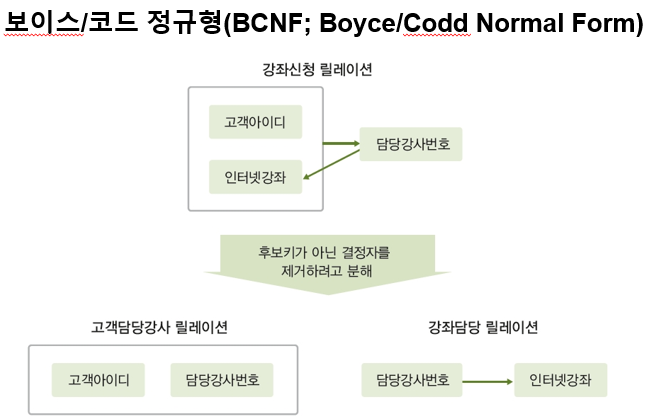 보이스/코드 정규형(BCNF; Boyce/Codd Normal Form)
강좌신청 릴레이션
고객아이디
담당강사번호
인터넷강좌
후보키가 아닌 결정자를
제거하려고 분해
고객담당강사 릴레이션
강좌담당 릴레이션
고객아이디
담당강사번호
담당강사번호
인터넷강좌